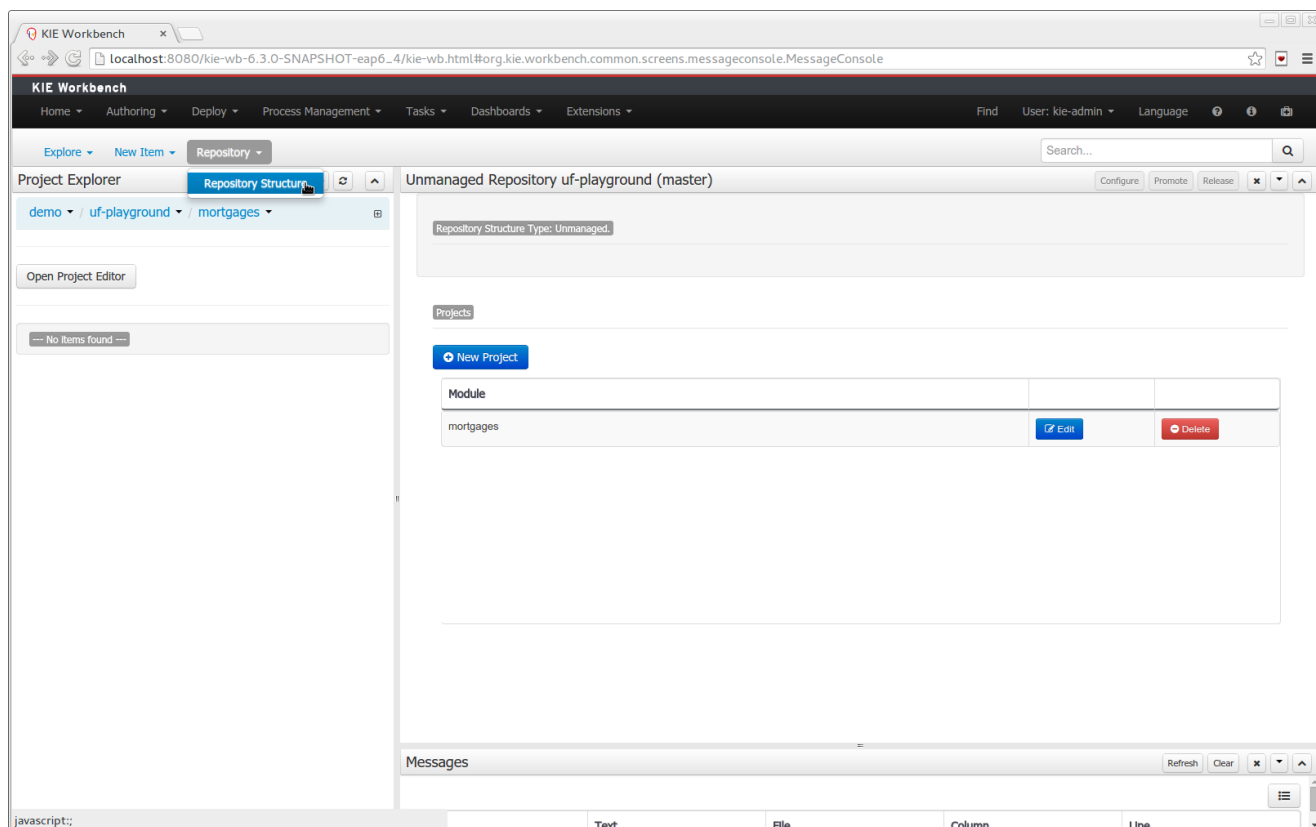 KIE Workbench
localhost:8080/kie-wb-6.3.0-SNAPSHOT-eap6_4/kie-wb.html#org.kie.workbench.common.screens.messageconsole.MessageConsole
KIE Workbench
Home Authoring Deploy Process Management Tasks Dashboards Extensions Find User: kie-admin Language
Explore New Item Repository Search...
Repository Structure
Project Explorer
demo / uf-playground / mortgages
Open Project Editor
--- No items found ---
Unmanaged Repository uf-playground (master) Configure Promote Release
Repository Structure Type: Unmanaged.
Projects
New Project
Module
mortgages Edit Delete
Messages Refresh Clear
Text File Column Line
javascript:;